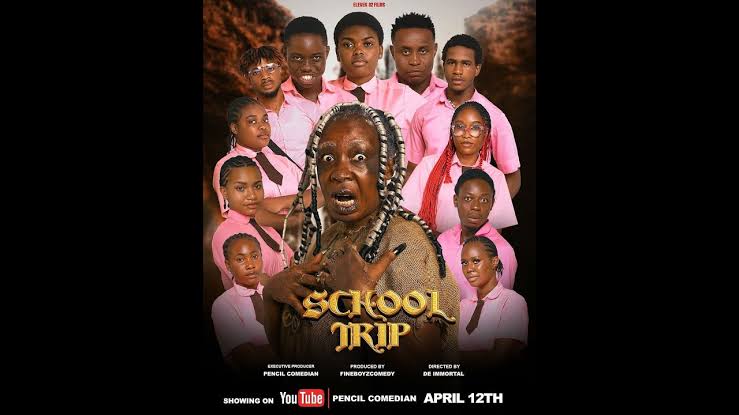 ELEVEN 02 FILMS
SCHOOL
TRIP
EXECUTIVE PRODUCER
PENCIL COMEDIAN
PRODUCED BY
FINEBOYZCOMEDY
DIRECTED BY
DE IMMORTAL
SHOWING ON YouTube PENCIL COMEDIAN APRIL 12TH